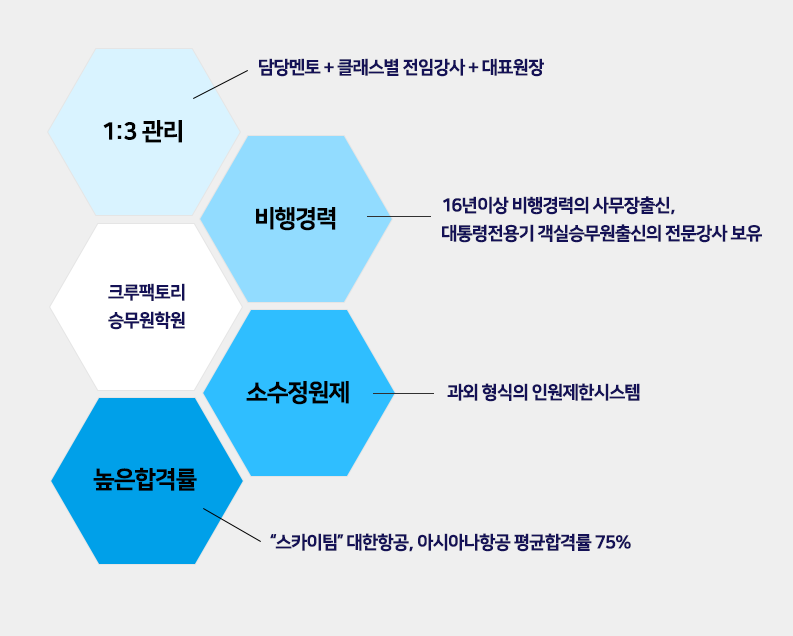 담당멘토 + 클래스별 전임강사 + 대표원장
1:3 관리
비행경력
16년이상 비행경력의 사무장출신,
대통령전용기 객실승무원출신의 전문강사 보유
크루팩토리
승무원학원
소수정원제
과외 형식의 인원제한시스템
높은합격률
“스카이팀” 대한항공, 아시아나항공 평균합격률 75%